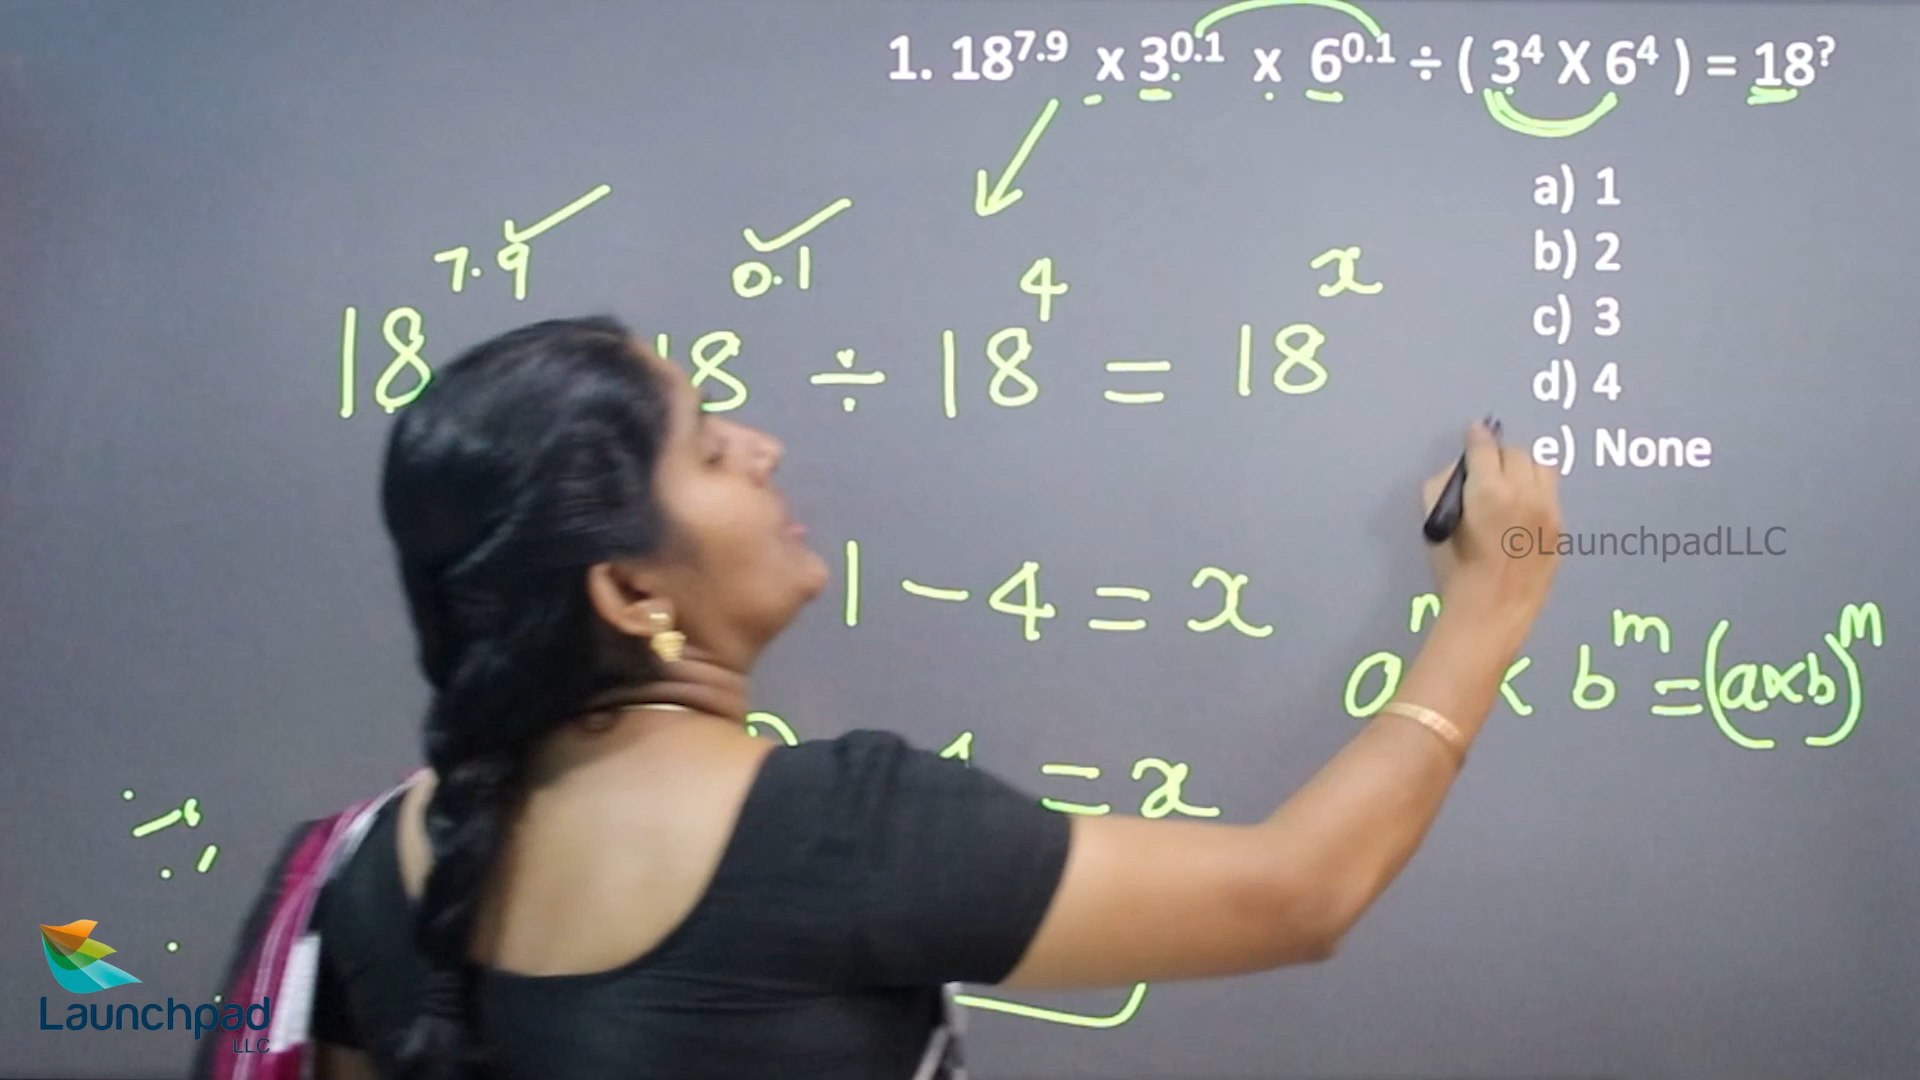 1. 18^7.9 x 3^0.1 x 6^0.1 ÷ ( 3^4 X 6^4 ) = 18^?
a) 1
b) 2
c) 3
d) 4
e) None
18^7.9 18^0.1 ÷ 18^4 = 18^x
©LaunchpadLLC
1 - 4 = x
b^m = (a×b)^m
= x
Launchpad
LLC